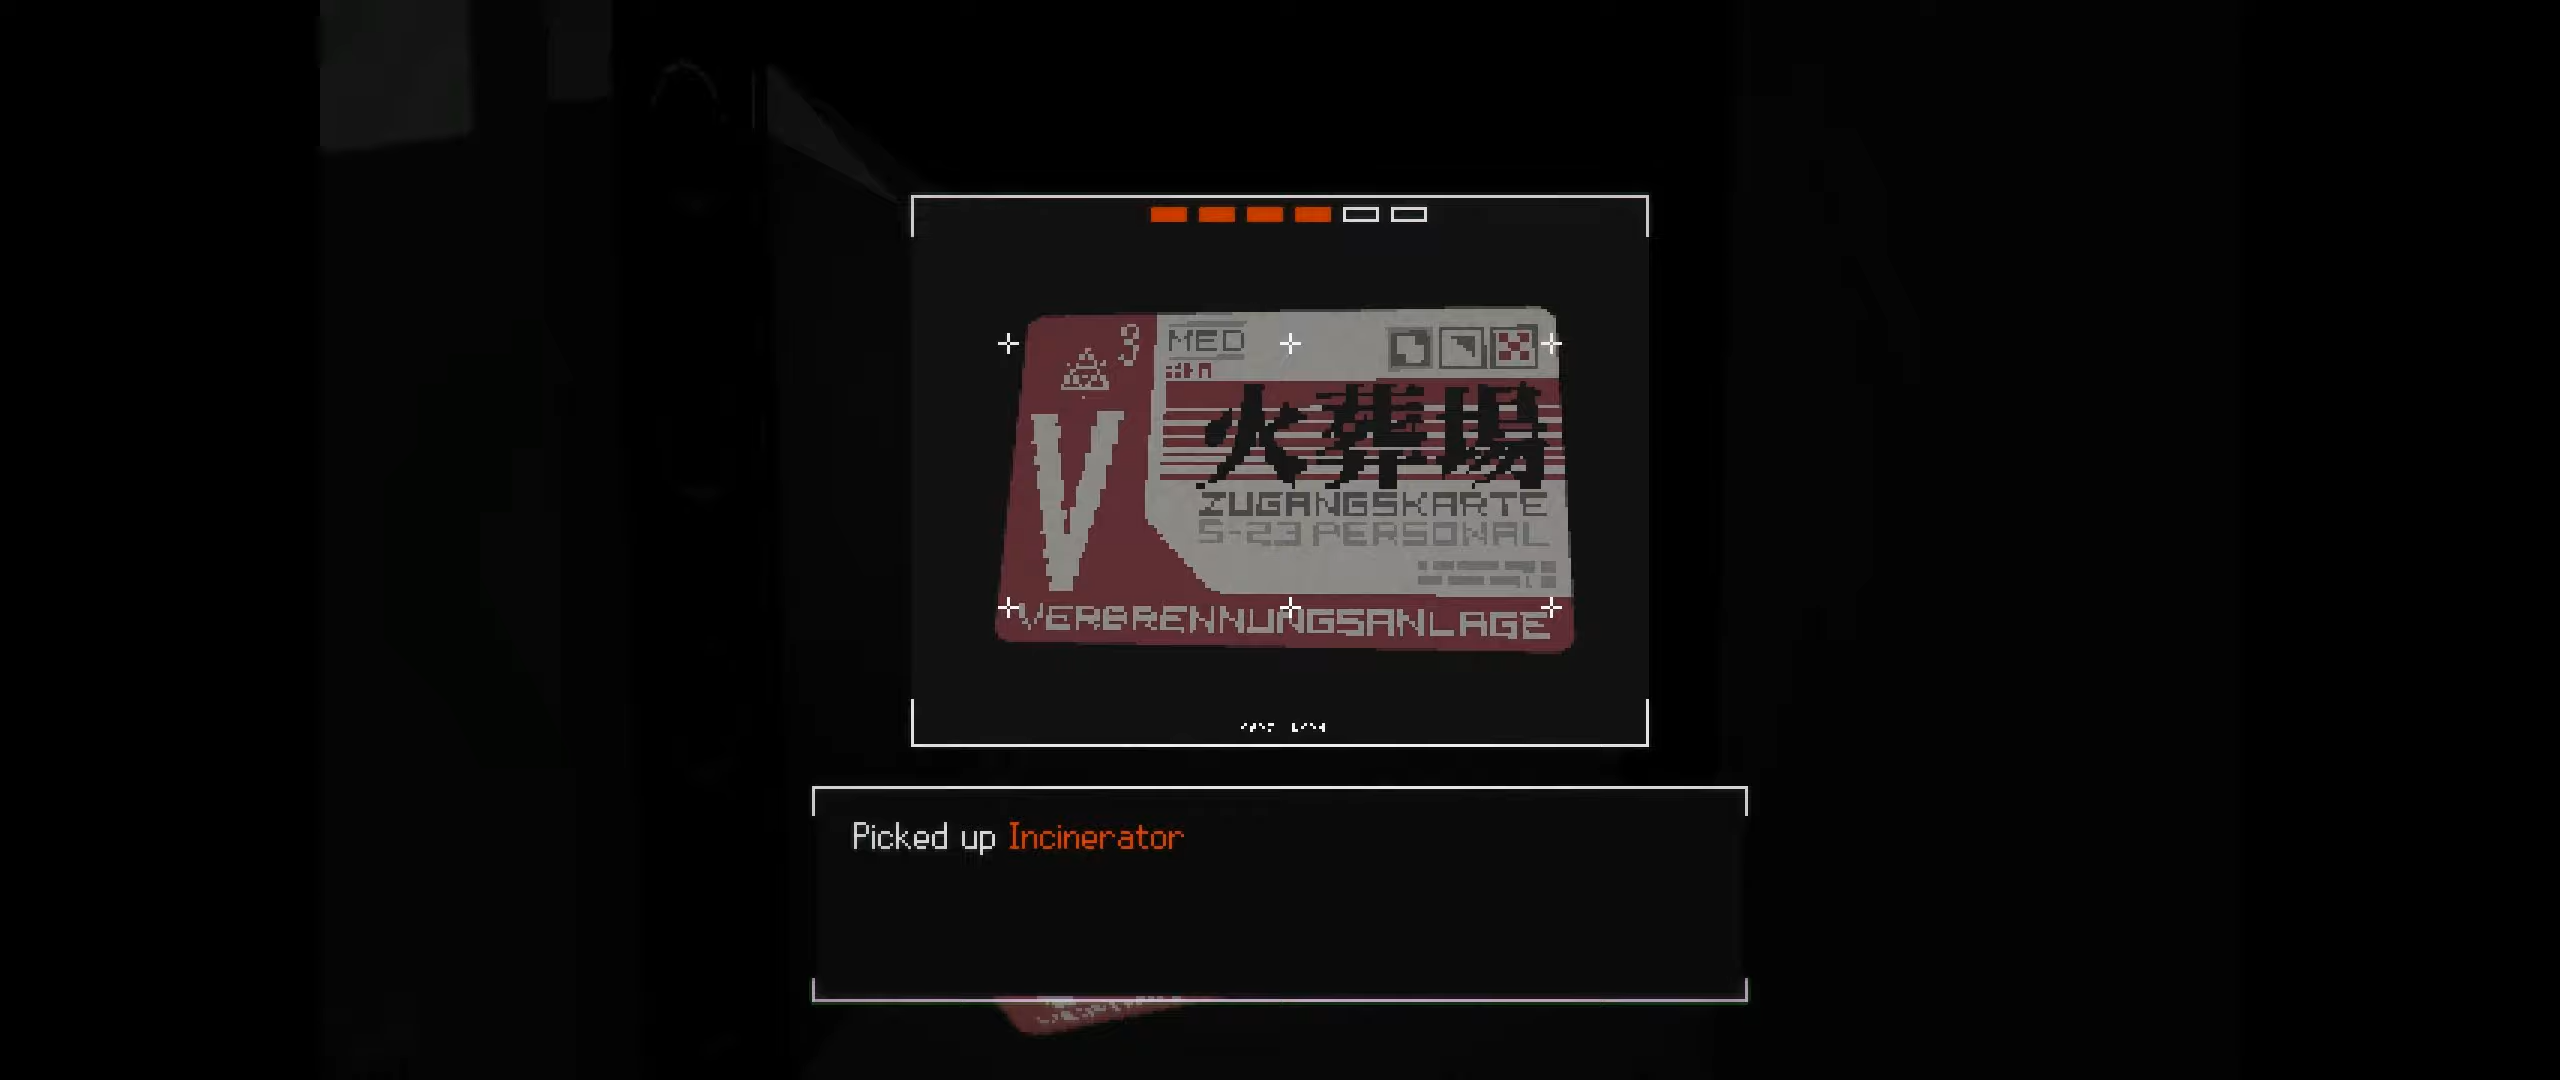 3
MED
火葬場
V
ZUGANGSKARTE
S-23 PERSONAL
VERBRENNUNGSANLAGE
Picked up Incinerator